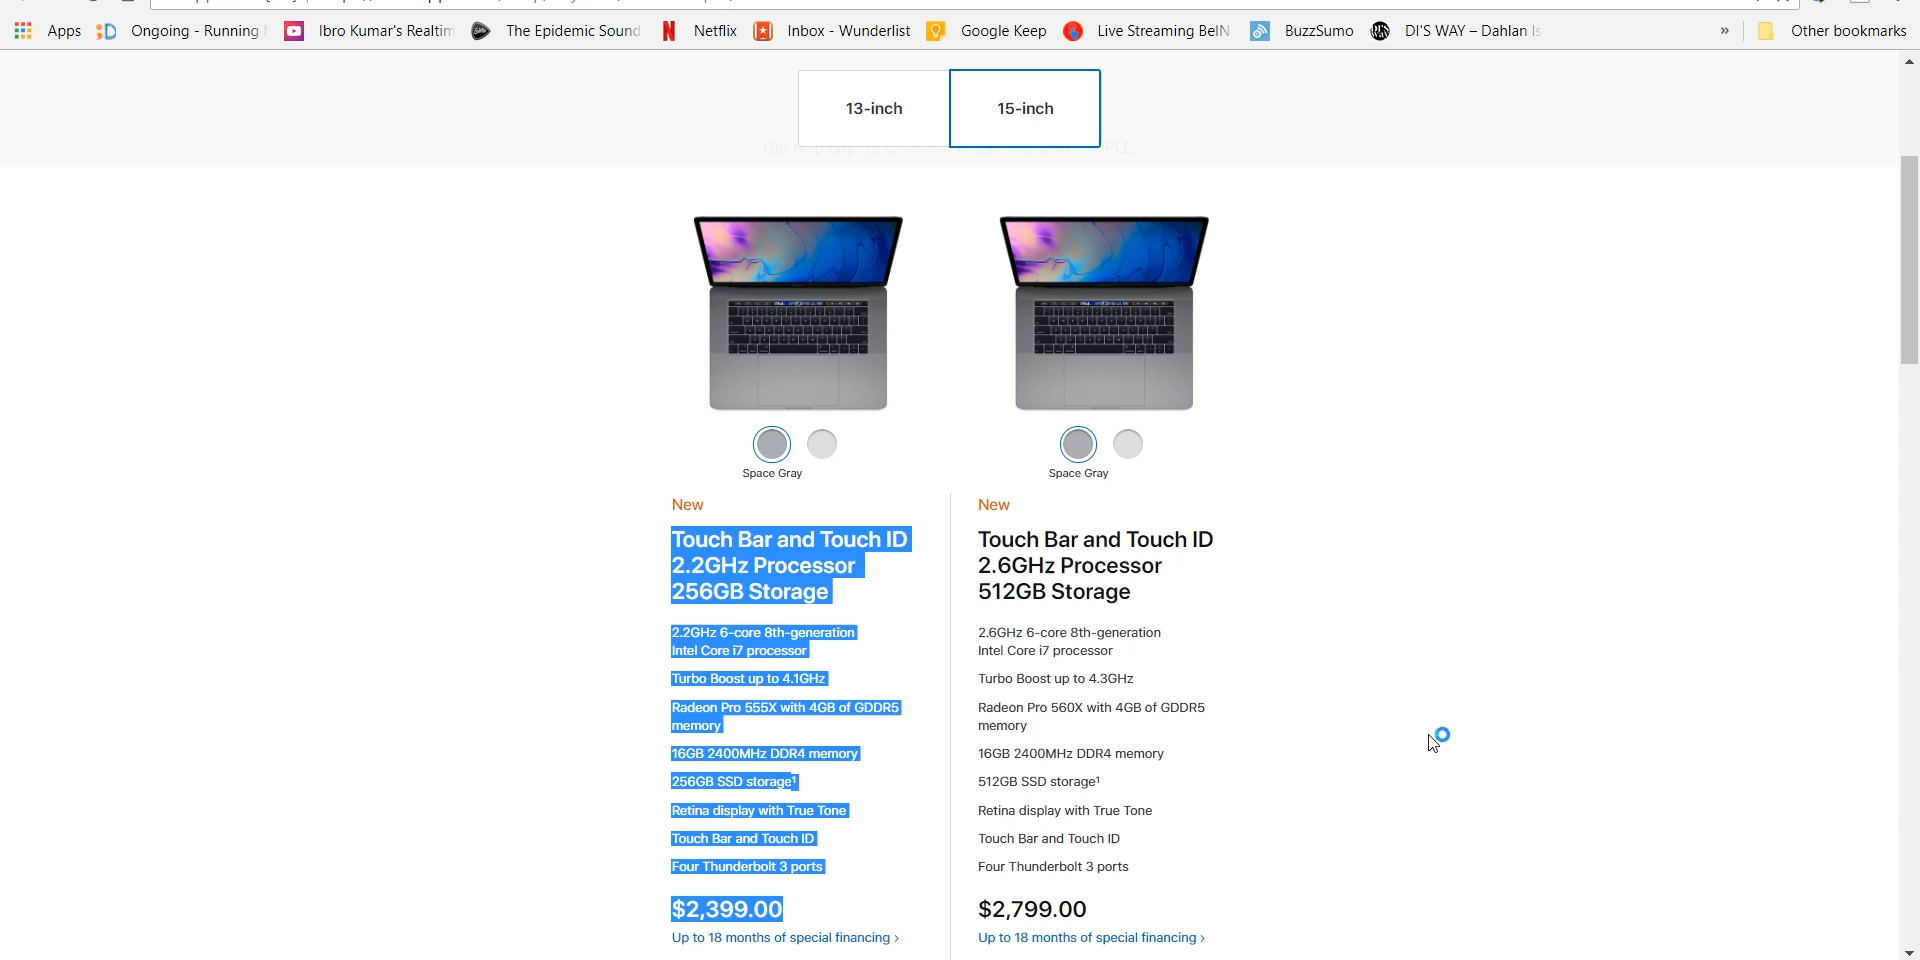 Apps Ongoing - Running Ibro Kumar's Realtim The Epidemic Sound Netflix Inbox - Wunderlist Google Keep Live Streaming BeIN BuzzSumo DI'S WAY – Dahlan Is » Other bookmarks
13-inch 15-inch
Space Gray
New
Touch Bar and Touch ID
2.2GHz Processor
256GB Storage
2.2GHz 6-core 8th-generation
Intel Core i7 processor
Turbo Boost up to 4.1GHz
Radeon Pro 555X with 4GB of GDDR5
memory
16GB 2400MHz DDR4 memory
256GB SSD storage¹
Retina display with True Tone
Touch Bar and Touch ID
Four Thunderbolt 3 ports
$2,399.00
Up to 18 months of special financing ›
Space Gray
New
Touch Bar and Touch ID
2.6GHz Processor
512GB Storage
2.6GHz 6-core 8th-generation
Intel Core i7 processor
Turbo Boost up to 4.3GHz
Radeon Pro 560X with 4GB of GDDR5
memory
16GB 2400MHz DDR4 memory
512GB SSD storage¹
Retina display with True Tone
Touch Bar and Touch ID
Four Thunderbolt 3 ports
$2,799.00
Up to 18 months of special financing ›